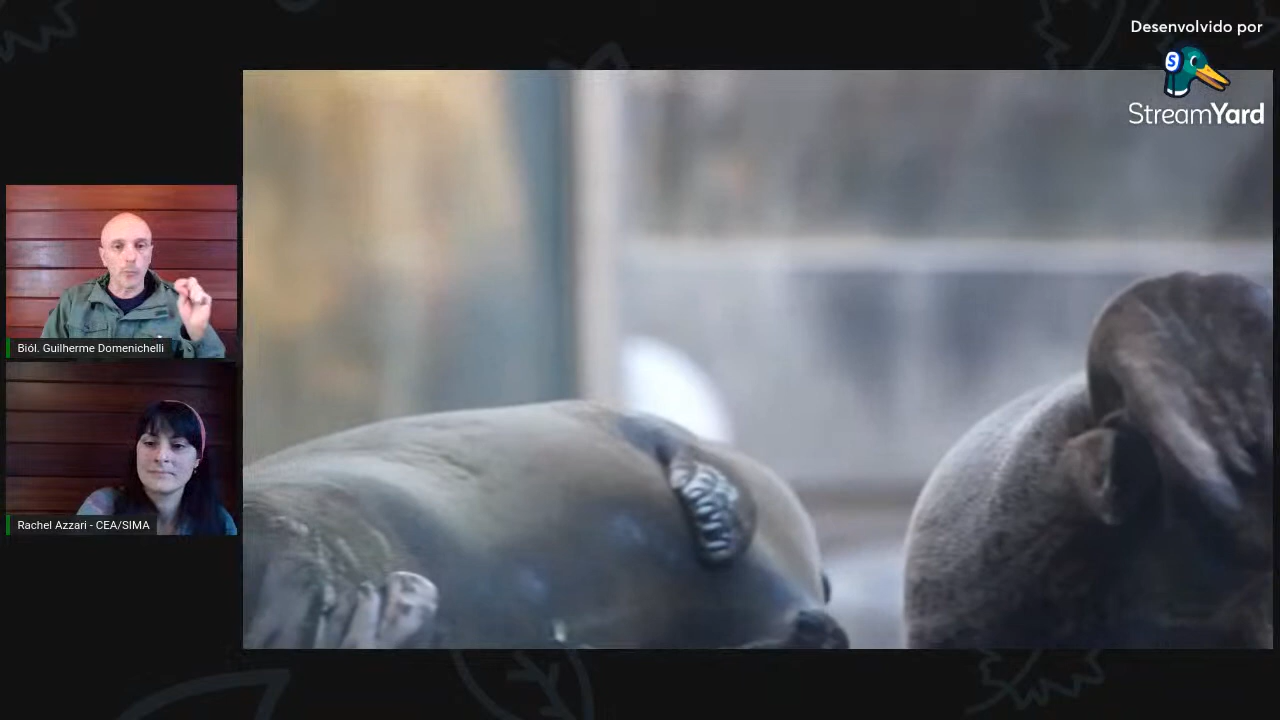 Desenvolvido por
S
StreamYard
Biól. Guilherme Domenichelli
Rachel Azzari - CEA/SIMA